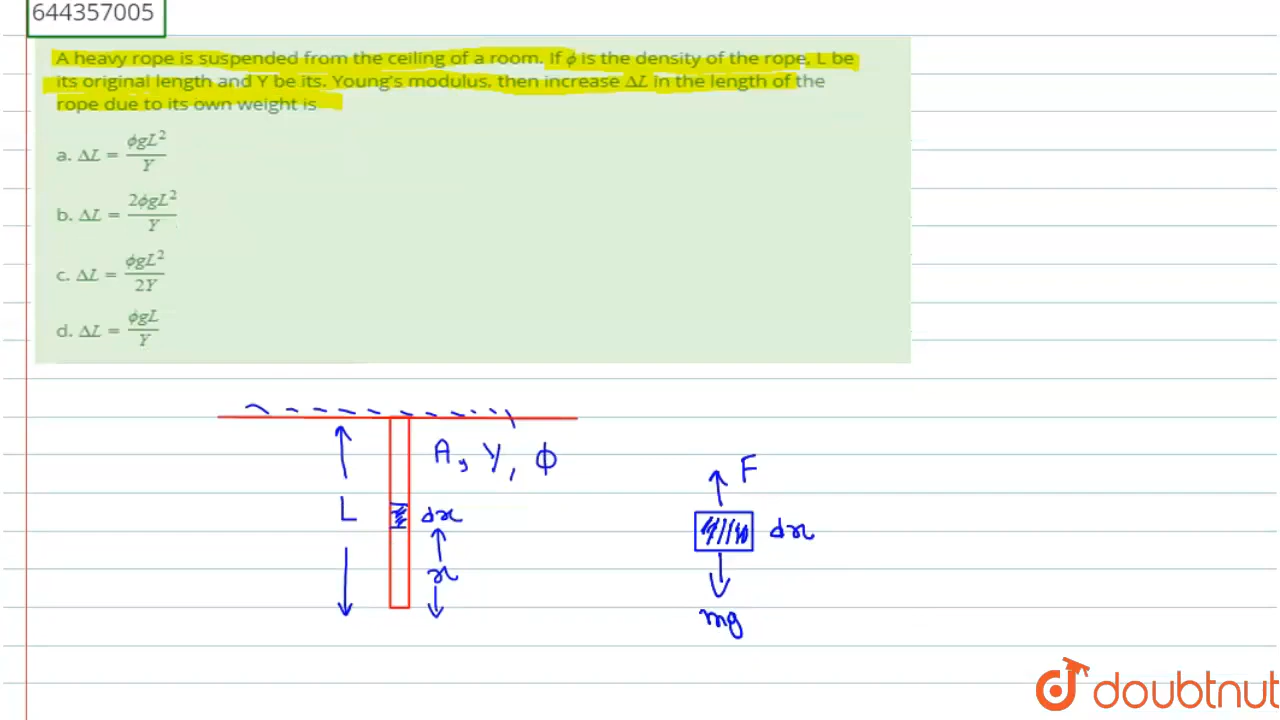 644357005
A heavy rope is suspended from the ceiling of a room. If ϕ is the density of the rope, L be
its original length and Y be its. Young's modulus, then increase ΔL in the length of the
rope due to its own weight is
a. ΔL = ϕgL²/Y
b. ΔL = 2ϕgL²/Y
c. ΔL = ϕgL²/2Y
d. ΔL = ϕgL/Y
A, Y, ϕ
F
L
dx
dx
x
mg
doubtnut